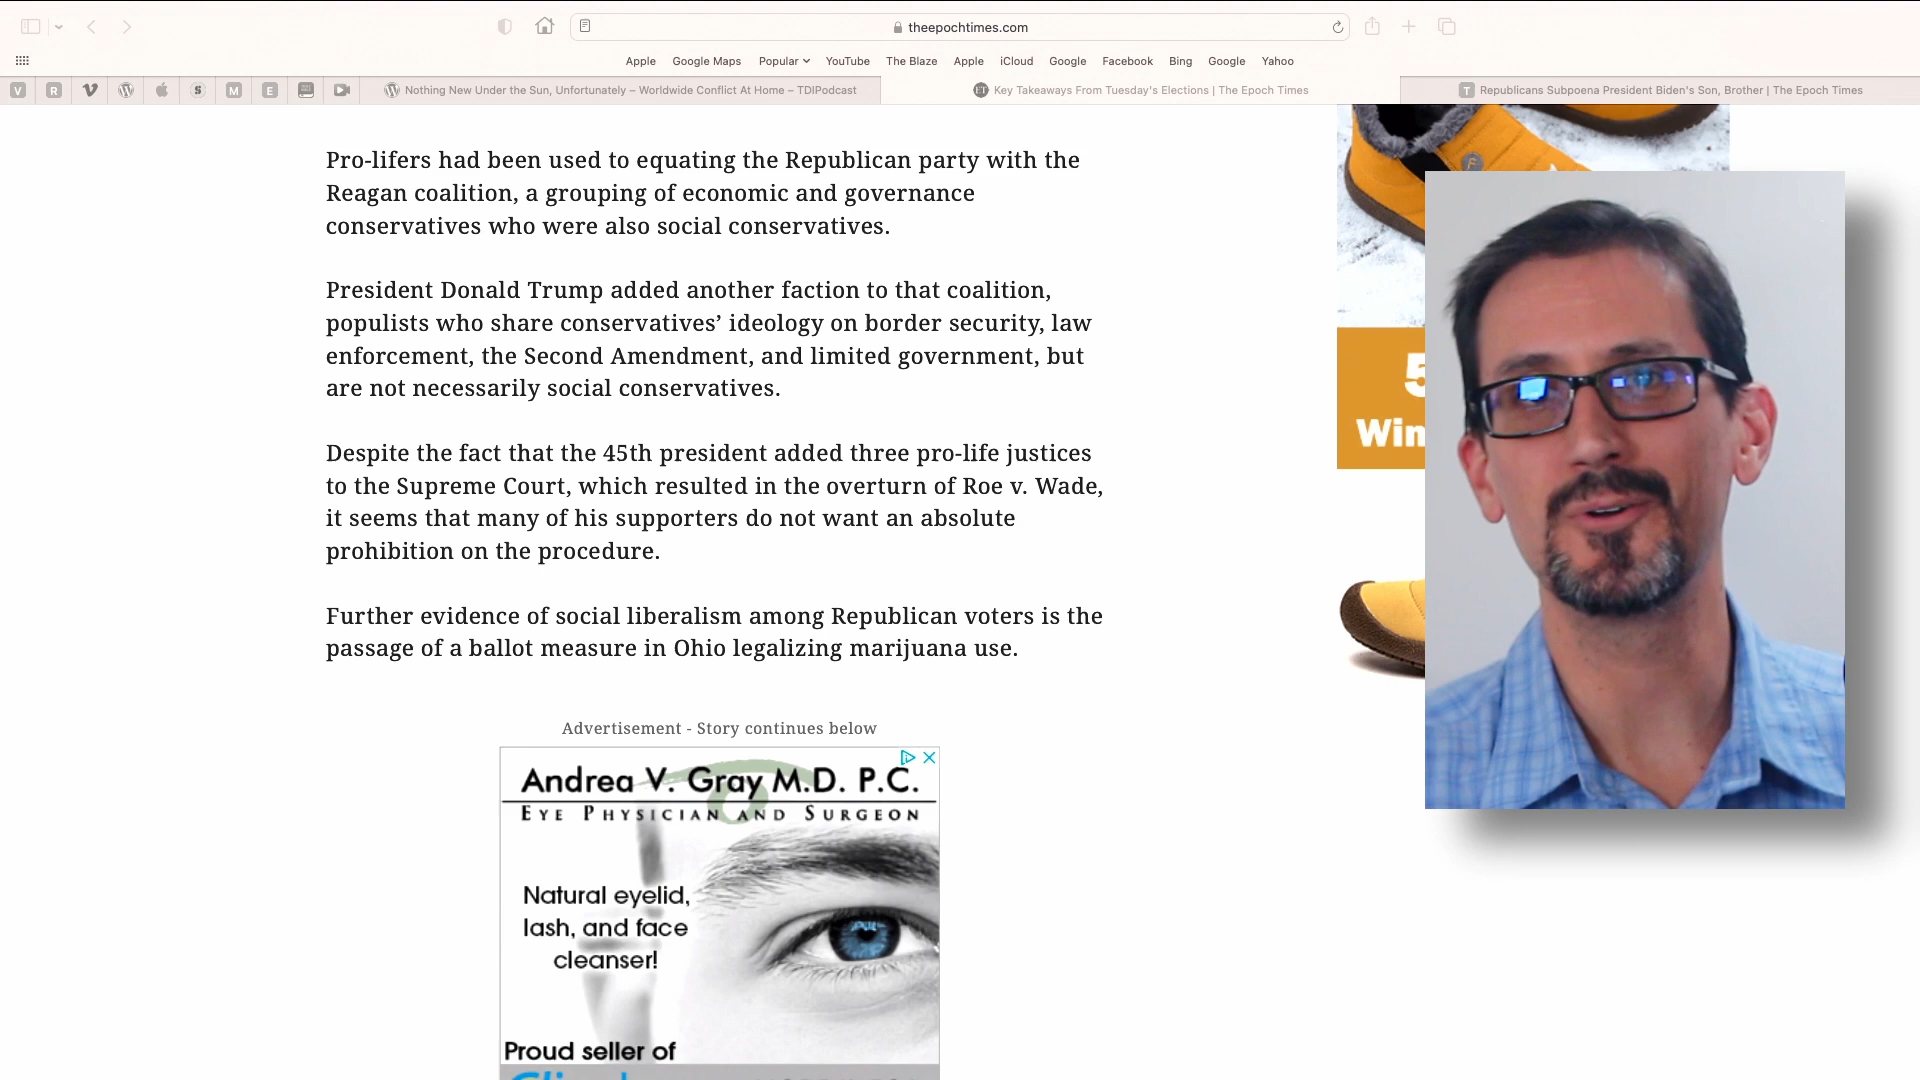 theepochtimes.com
Apple Google Maps Popular YouTube The Blaze Apple iCloud Google Facebook Bing Google Yahoo
V R S M E Nothing New Under the Sun, Unfortunately – Worldwide Conflict At Home – TDIPodcast ET Key Takeaways From Tuesday's Elections | The Epoch Times T Republicans Subpoena President Biden's Son, Brother | The Epoch Times
Pro-lifers had been used to equating the Republican party with the
Reagan coalition, a grouping of economic and governance
conservatives who were also social conservatives.
President Donald Trump added another faction to that coalition,
populists who share conservatives’ ideology on border security, law
enforcement, the Second Amendment, and limited government, but
are not necessarily social conservatives.
Despite the fact that the 45th president added three pro-life justices
to the Supreme Court, which resulted in the overturn of Roe v. Wade,
it seems that many of his supporters do not want an absolute
prohibition on the procedure.
Further evidence of social liberalism among Republican voters is the
passage of a ballot measure in Ohio legalizing marijuana use.
Advertisement - Story continues below
Andrea V. Gray M.D. P.C.
EYE PHYSICIAN AND SURGEON
Natural eyelid,
lash, and face
cleanser!
Proud seller of
5
Win